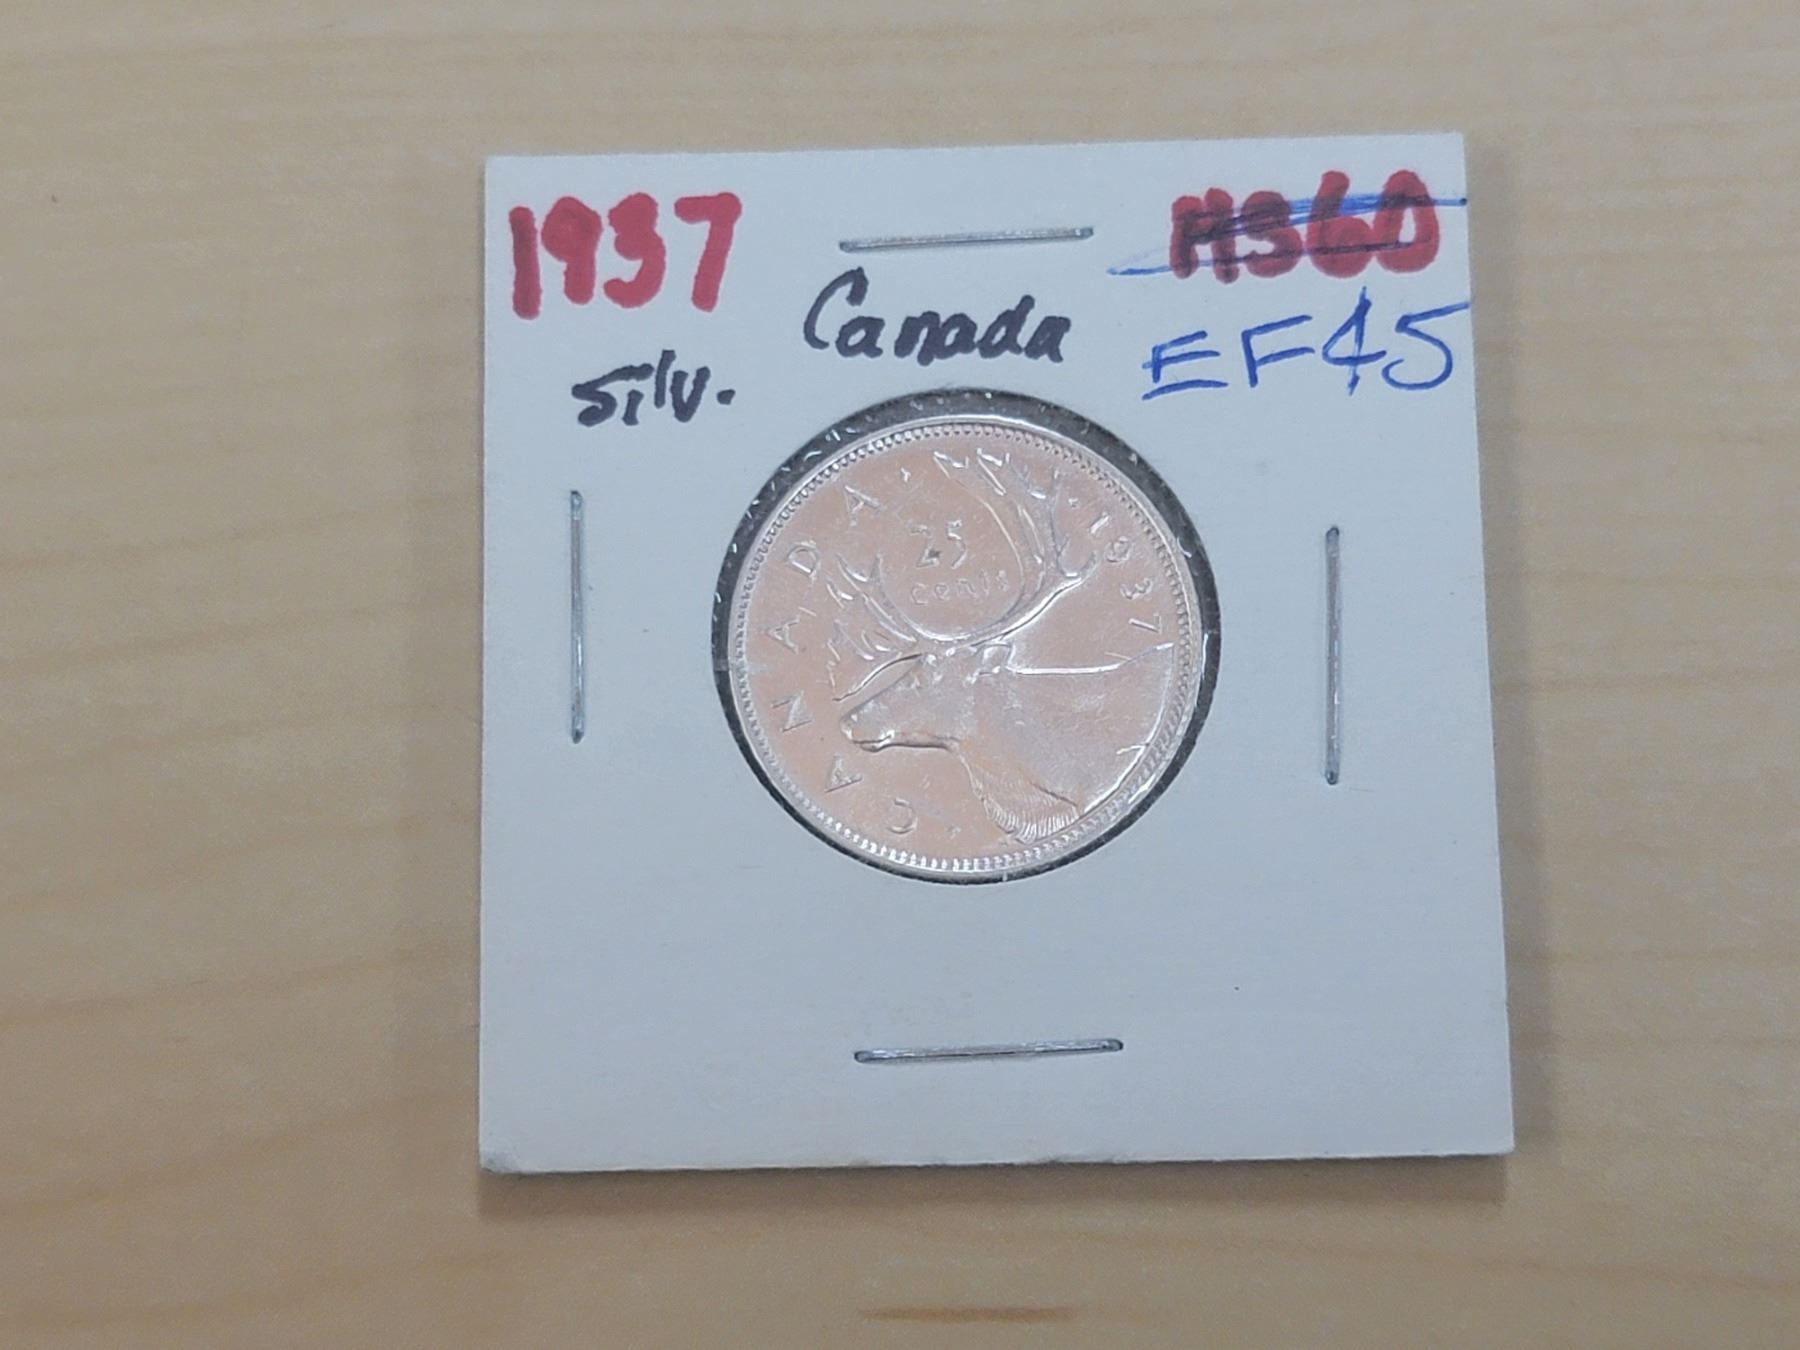 1937
MS60
Canada
EF45
Silv.
CANADA
25
cents
1937